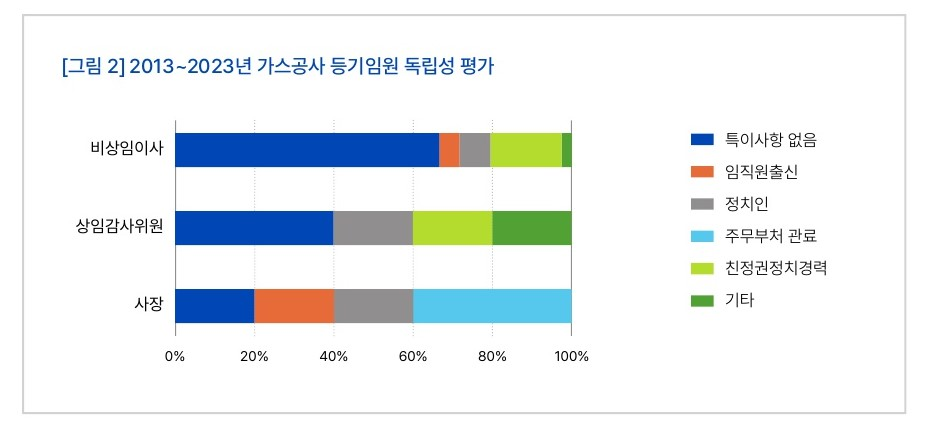 [그림 2] 2013~2023년 가스공사 등기임원 독립성 평가
비상임이사
상임감사위원
사장
0% 20% 40% 60% 80% 100%
특이사항 없음
임직원출신
정치인
주무부처 관료
친정권정치경력
기타